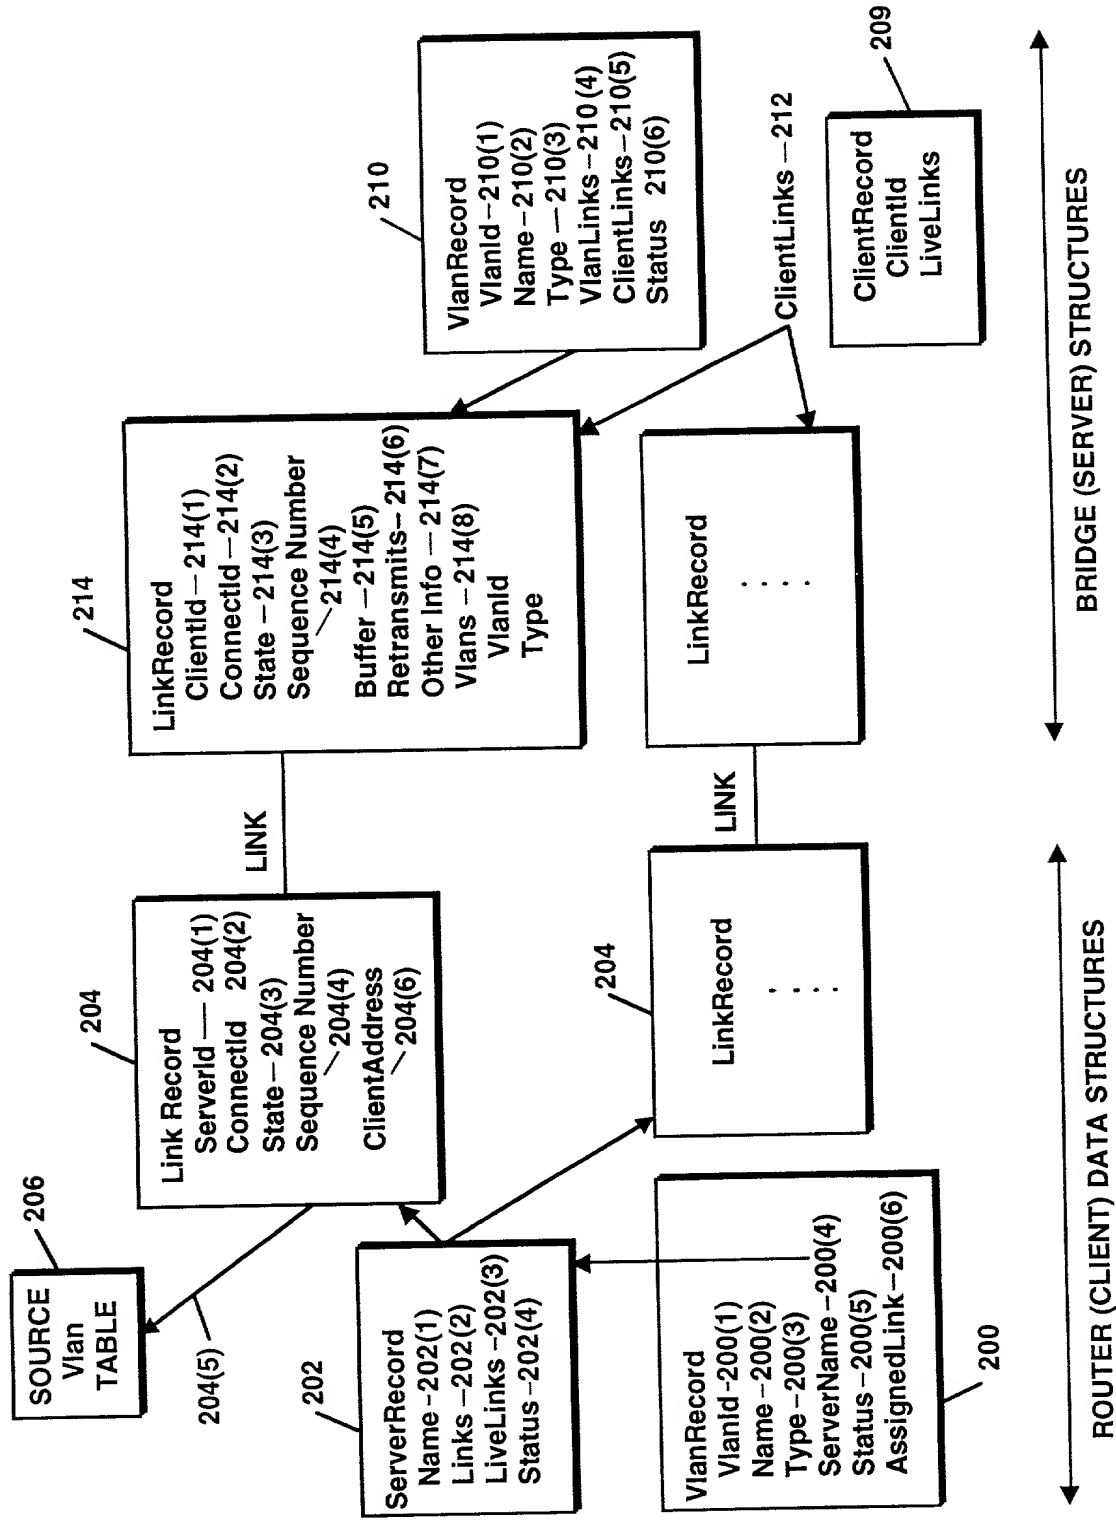 SOURCE
Vlan
TABLE
206
204(5)
202
ServerRecord
Name-202(1)
Links-202(2)
LiveLinks-202(3)
Status-202(4)
VlanRecord
VlanId-200(1)
Name-200(2)
Type-200(3)
ServerName-200(4)
Status-200(5)
AssignedLink-200(6)
200
204
Link Record
ServerId — 204(1)
ConnectId 204(2)
State-204(3)
Sequence Number
—204(4)
ClientAddress
—204(6)
204
LinkRecord
. . . . .
LINK
LINK
214
LinkRecord
ClientId-214(1)
ConnectId-214(2)
State-214(3)
Sequence Number
—214(4)
Buffer-214(5)
Retransmits-214(6)
Other Info-214(7)
Vlans-214(8)
VlanId
Type
LinkRecord
. . . .
210
VlanRecord
VlanId-210(1)
Name-210(2)
Type-210(3)
VlanLinks-210(4)
ClientLinks-210(5)
Status 210(6)
ClientLinks-212
209
ClientRecord
ClientId
LiveLinks
ROUTER (CLIENT) DATA STRUCTURES
BRIDGE (SERVER) STRUCTURES